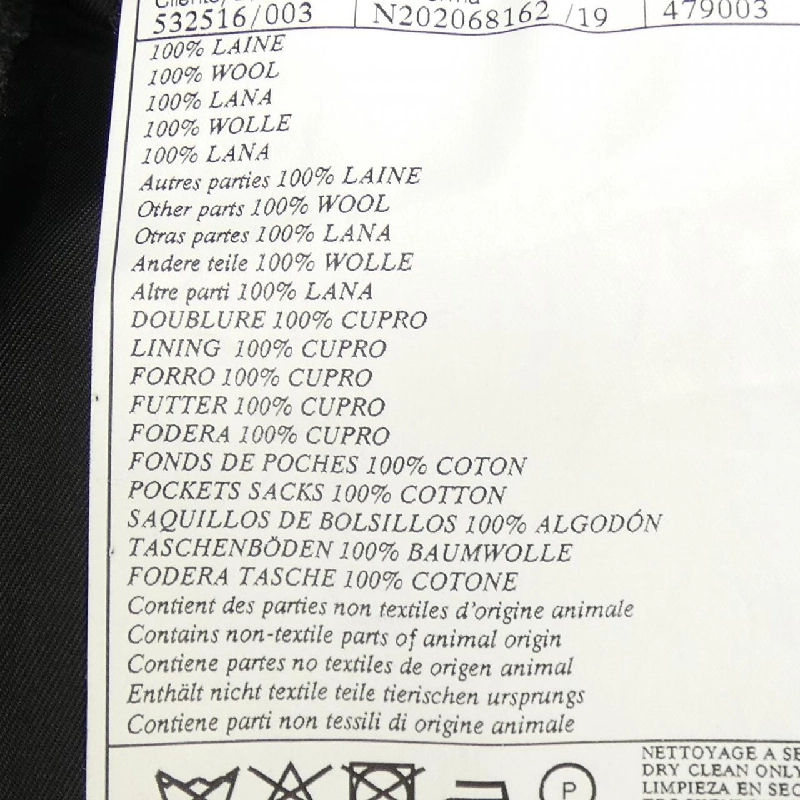 532516/003 N202068162 /19 479003
100% LAINE
100% WOOL
100% LANA
100% WOLLE
100% LANA
Autres parties 100% LAINE
Other parts 100% WOOL
Otras partes 100% LANA
Andere teile 100% WOLLE
Altre parti 100% LANA
DOUBLURE 100% CUPRO
LINING 100% CUPRO
FORRO 100% CUPRO
FUTTER 100% CUPRO
FODERA 100% CUPRO
FONDS DE POCHES 100% COTON
POCKETS SACKS 100% COTTON
SAQUILLOS DE BOLSILLOS 100% ALGODÓN
TASCHENBÖDEN 100% BAUMWOLLE
FODERA TASCHE 100% COTONE
Contient des parties non textiles d'origine animale
Contains non-textile parts of animal origin
Contiene partes no textiles de origen animal
Enthält nicht textile teile tierischen ursprungs
Contiene parti non tessili di origine animale
NETTOYAGE A SE
DRY CLEAN ONLY
LIMPIEZA EN SEC
P